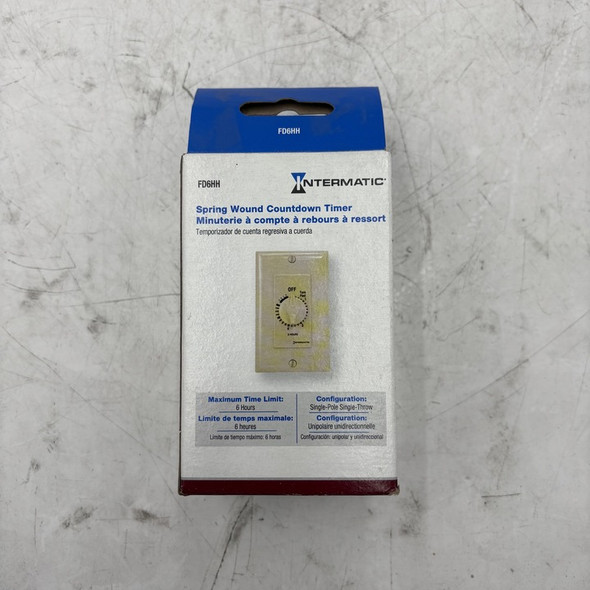 FD6HH
FD6HH
INTERMATIC
Spring Wound Countdown Timer
Minuterie à compte à rebours à ressort
Temporizador de cuenta regresiva a cuerda
OFF
INTERMATIC
Maximum Time Limit:
6 Hours
Limite de temps maximale:
6 heures
Límite de tiempo máximo: 6 horas
Configuration:
Single-Pole Single-Throw
Configuration:
Unipolaire unidirectionnelle
Configuración: unipolar y unidireccional